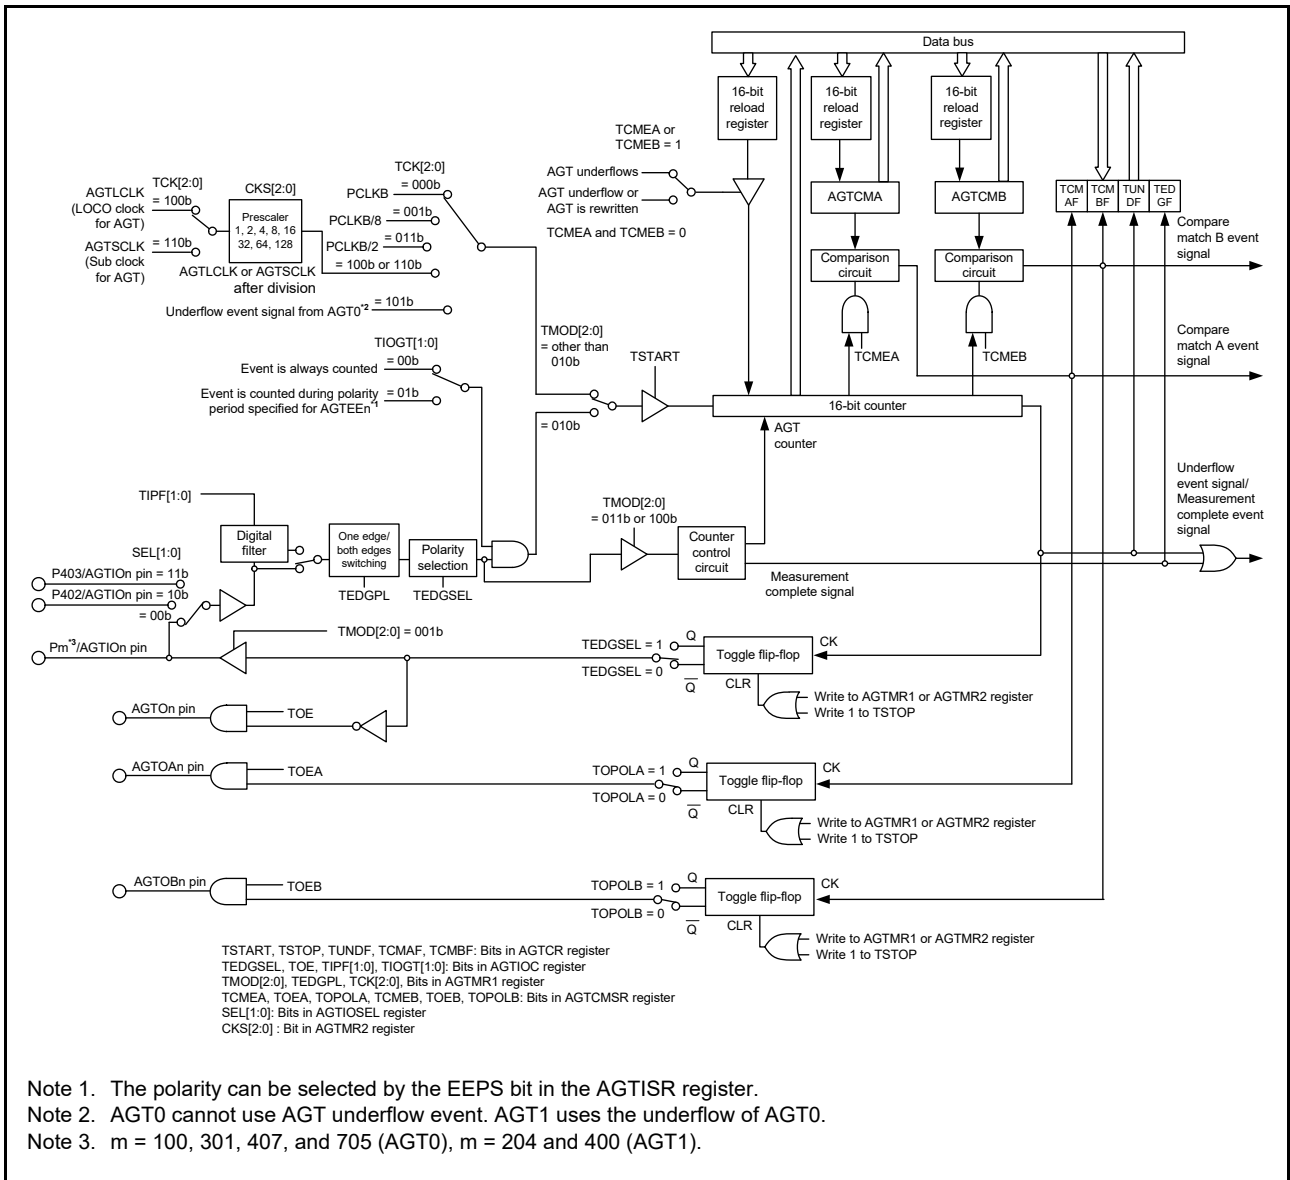 Data bus
16-bit
reload
register
16-bit
reload
register
16-bit
reload
register
TCMEA or
TCMEB = 1
AGT underflows
AGT underflow or
AGT is rewritten
TCMEA and TCMEB = 0
AGTCMA
AGTCMB
TCM
AF
TCM
BF
TUN
DF
TED
GF
Comparison
circuit
Comparison
circuit
TCMEA
TCMEB
Compare
match B event
signal
Compare
match A event
signal
Underflow
event signal/
Measurement
complete event
signal
AGTLCLK
(LOCO clock
for AGT)
TCK[2:0]
= 100b
AGTSCLK
(Sub clock
for AGT)
= 110b
CKS[2:0]
Prescaler
1, 2, 4, 8, 16
32, 64, 128
AGTLCLK or AGTSCLK
after division
TCK[2:0]
PCLKB
= 000b
PCLKB/8
= 001b
PCLKB/2
= 011b
= 100b or 110b
Underflow event signal from AGT0*2
= 101b
TIOGT[1:0]
Event is always counted
= 00b
Event is counted during polarity
period specified for AGTEEn*1
= 01b
TMOD[2:0]
= other than
010b
= 010b
TSTART
16-bit counter
AGT
counter
TIPF[1:0]
Digital
filter
One edge/
both edges
switching
Polarity
selection
TEDGPL
TEDGSEL
TMOD[2:0]
= 011b or 100b
Counter
control
circuit
Measurement
complete signal
SEL[1:0]
P403/AGTIOn pin = 11b
P402/AGTIOn pin = 10b
= 00b
Pm*3/AGTIOn pin
TMOD[2:0] = 001b
TEDGSEL = 1
TEDGSEL = 0
Q
Q
Toggle flip-flop
CK
CLR
Write to AGTMR1 or AGTMR2 register
Write 1 to TSTOP
AGTOn pin
TOE
AGTOAn pin
TOEA
TOPOLA = 1
TOPOLA = 0
Q
Q
Toggle flip-flop
CK
CLR
Write to AGTMR1 or AGTMR2 register
Write 1 to TSTOP
AGTOBn pin
TOEB
TOPOLB = 1
TOPOLB = 0
Q
Q
Toggle flip-flop
CK
CLR
Write to AGTMR1 or AGTMR2 register
Write 1 to TSTOP
TSTART, TSTOP, TUNDF, TCMAF, TCMBF: Bits in AGTCR register
TEDGSEL, TOE, TIPF[1:0], TIOGT[1:0]: Bits in AGTIOC register
TMOD[2:0], TEDGPL, TCK[2:0], Bits in AGTMR1 register
TCMEA, TOEA, TOPOLA, TCMEB, TOEB, TOPOLB: Bits in AGTCMSR register
SEL[1:0]: Bits in AGTIOSEL register
CKS[2:0] : Bit in AGTMR2 register
Note 1. The polarity can be selected by the EEPS bit in the AGTISR register.
Note 2. AGT0 cannot use AGT underflow event. AGT1 uses the underflow of AGT0.
Note 3. m = 100, 301, 407, and 705 (AGT0), m = 204 and 400 (AGT1).